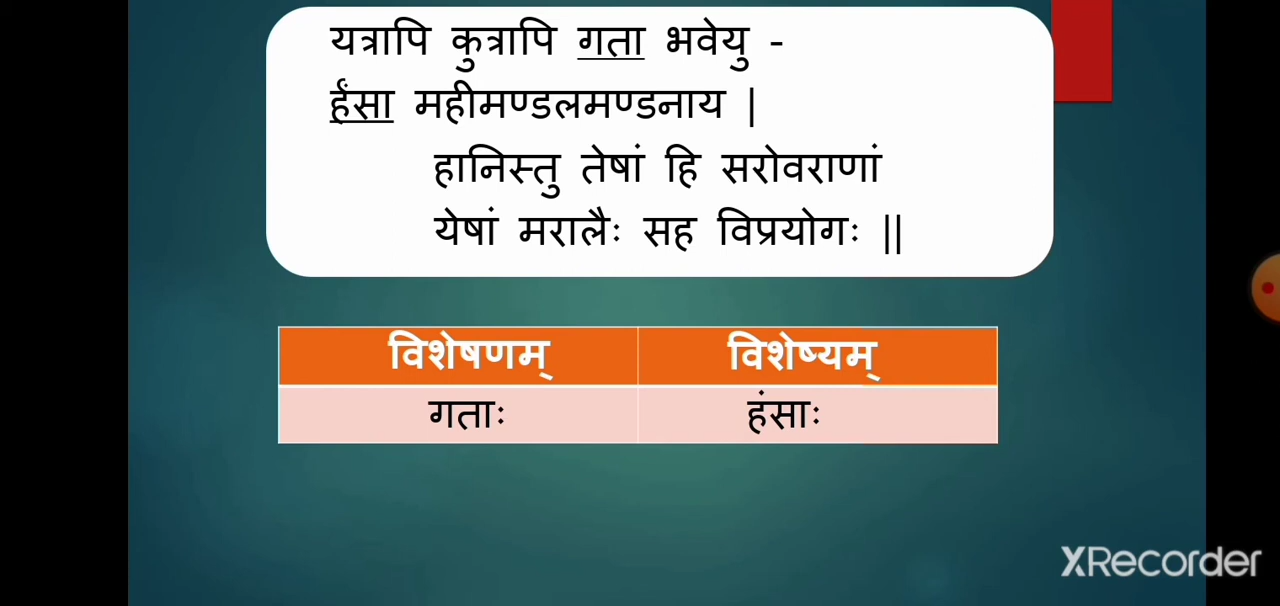 यत्रापि कुत्रापि गता भवेयु -
र्हंसा महीमण्डलमण्डनाय |
हानिस्तु तेषां हि सरोवराणां
येषां मरालैः सह विप्रयोगः ||
विशेषणम् विशेष्यम्
गताः हंसाः
XRecorder